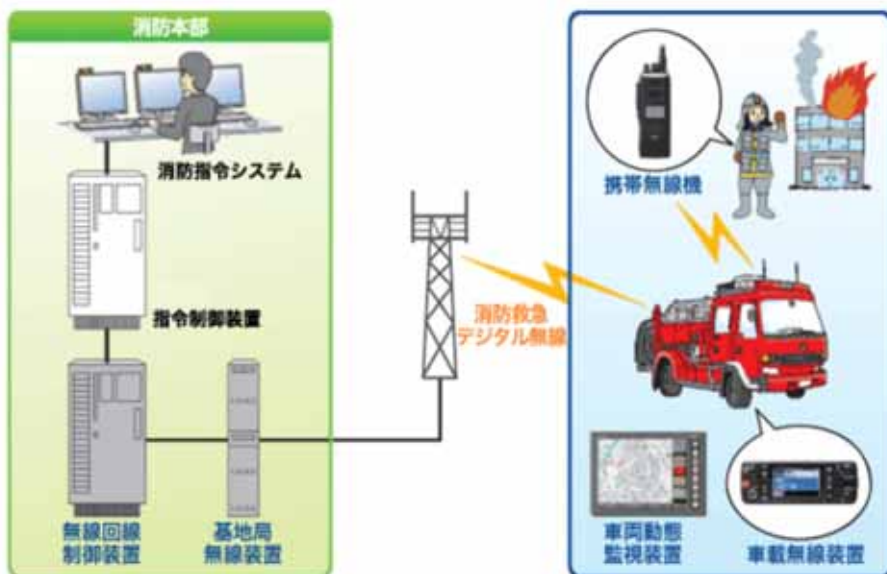 消防本部
消防指令システム
指令制御装置
無線回線
制御装置
基地局
無線装置
消防救急
デジタル無線
携帯無線機
車両動態
監視装置
車載無線装置